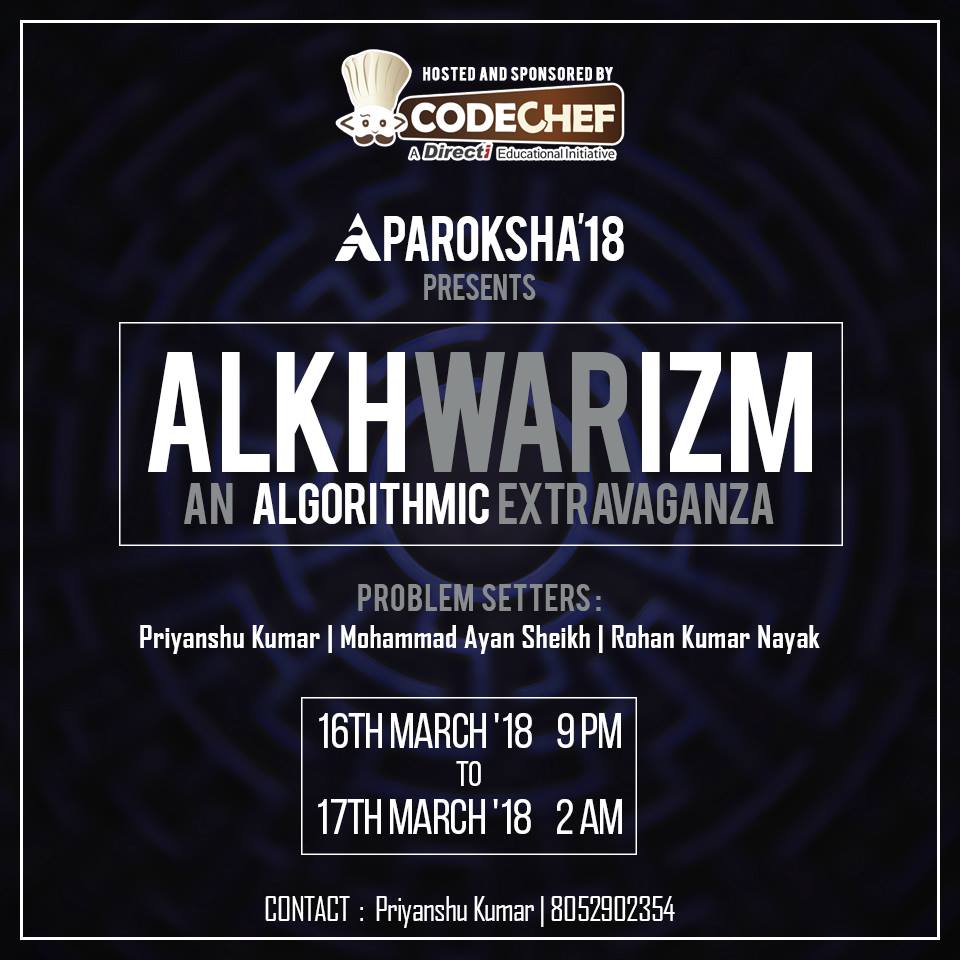 HOSTED AND SPONSORED BY
CODECHEF
A Directi Educational Initiative
APAROKSHA'18
PRESENTS
ALKHWARIZM
AN ALGORITHMIC EXTRAVAGANZA
PROBLEM SETTERS :
Priyanshu Kumar | Mohammad Ayan Sheikh | Rohan Kumar Nayak
16TH MARCH '18 9 PM
TO
17TH MARCH '18 2 AM
CONTACT : Priyanshu Kumar | 8052902354